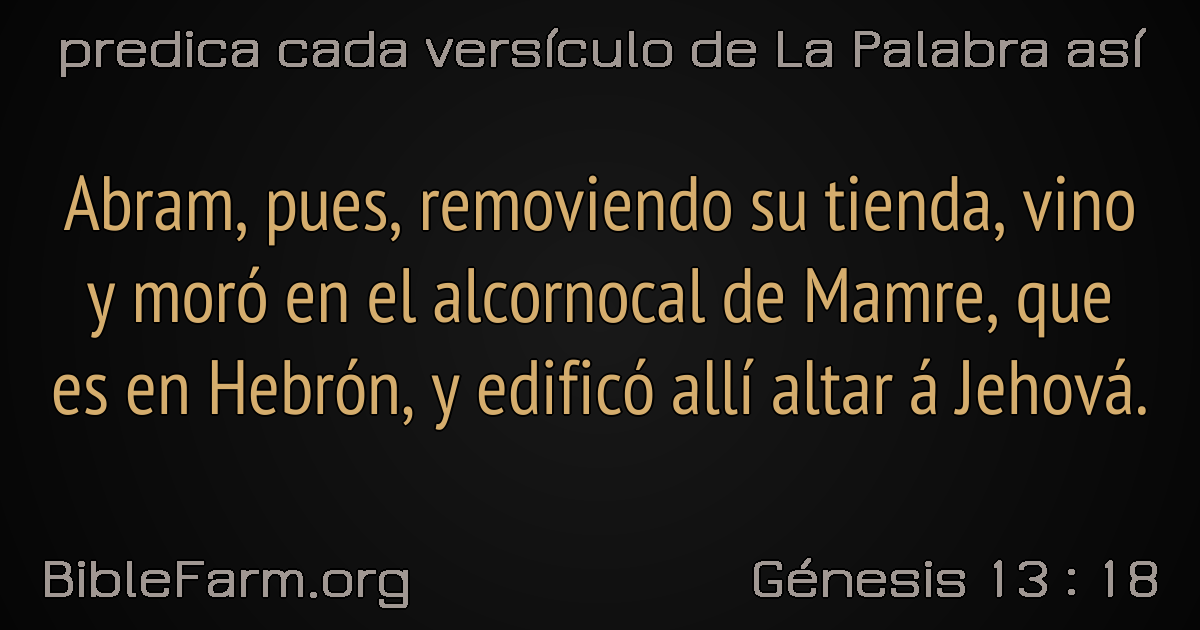 predica cada versículo de La Palabra así
Abram, pues, removiendo su tienda, vino
y moró en el alcornocal de Mamre, que
es en Hebrón, y edificó allí altar á Jehová.
BibleFarm.org
Génesis 13 : 18